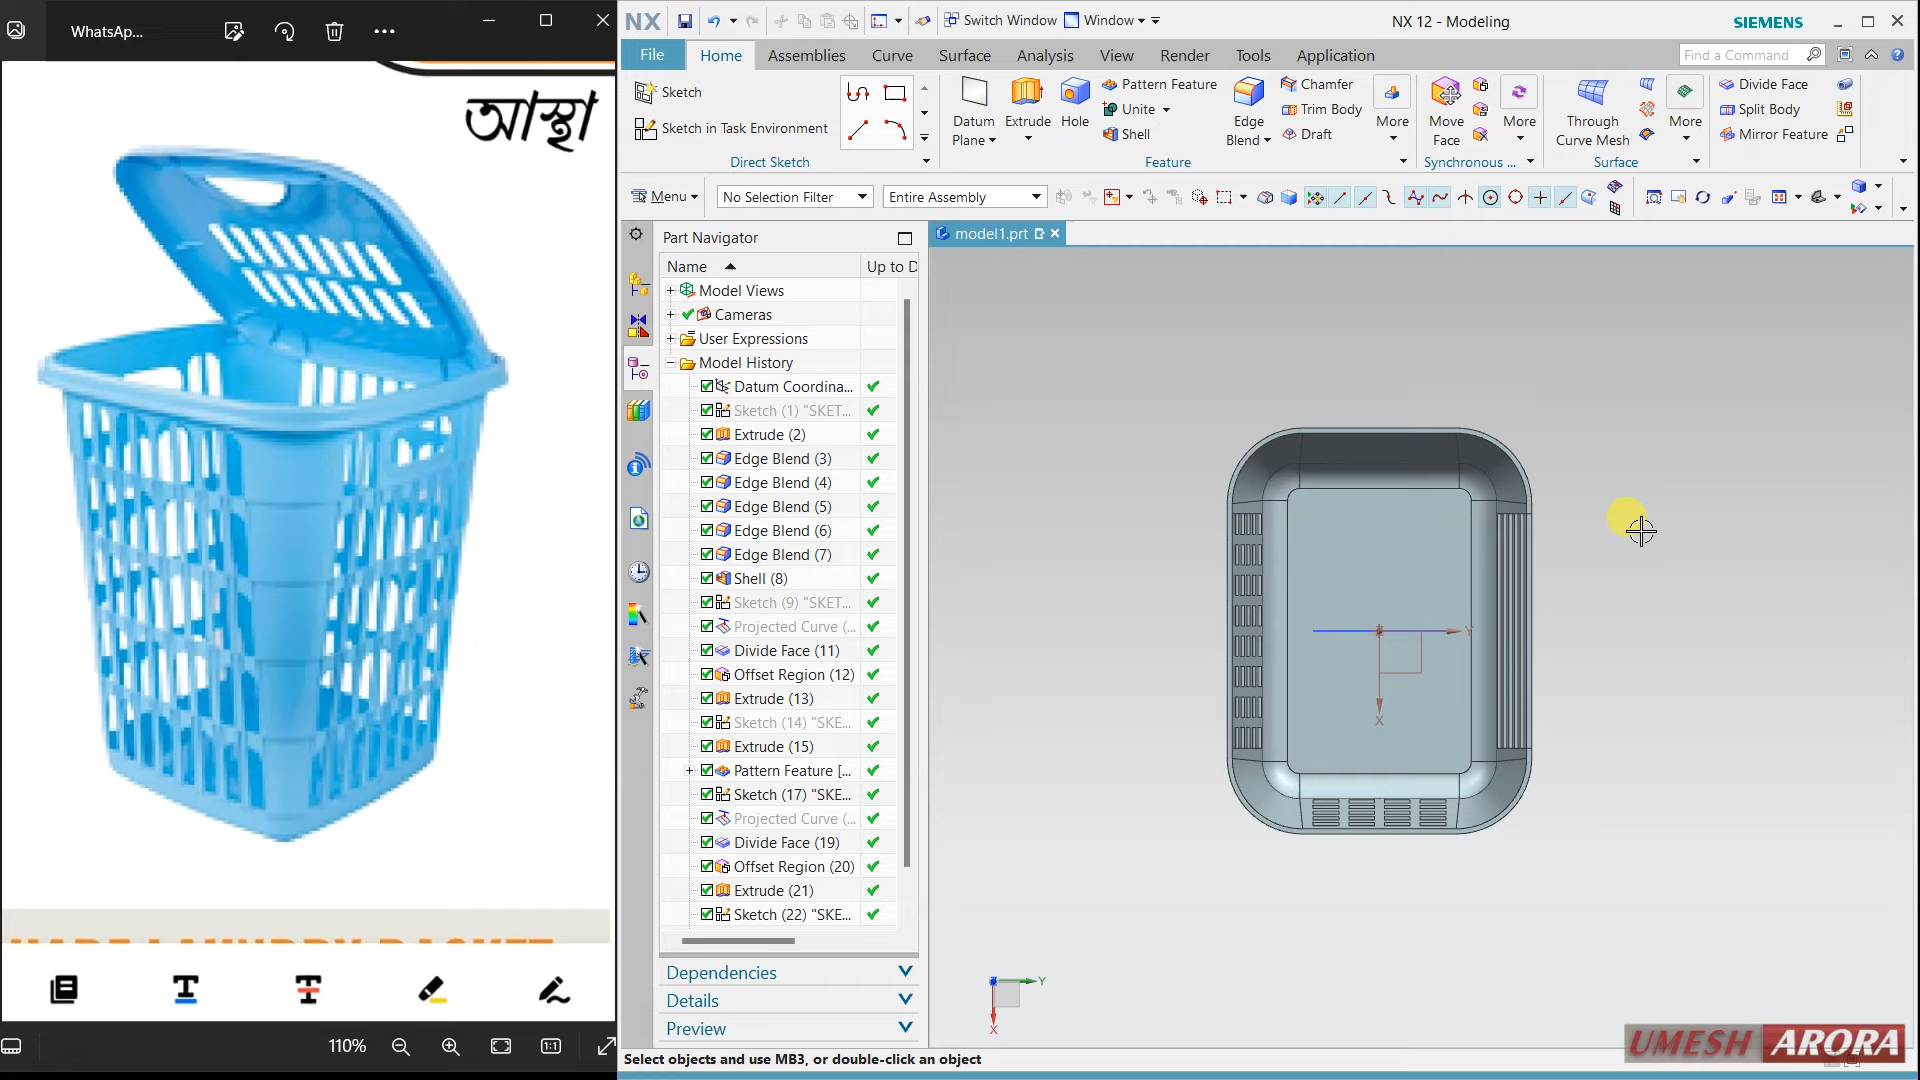 WhatsAp...
আস্থা
110%
NX
Switch Window
Window
NX 12 - Modeling
SIEMENS
File
Home
Assemblies
Curve
Surface
Analysis
View
Render
Tools
Application
Find a Command
Sketch
Sketch in Task Environment
Direct Sketch
Datum Plane
Extrude
Hole
Pattern Feature
Unite
Shell
Edge Blend
Chamfer
Trim Body
Draft
More
Feature
Move Face
More
Synchronous ...
Through Curve Mesh
More
Surface
Divide Face
Split Body
Mirror Feature
Menu
No Selection Filter
Entire Assembly
Part Navigator
model1.prt
Name
Up to D
Model Views
Cameras
User Expressions
Model History
Datum Coordina...
Sketch (1) "SKET...
Extrude (2)
Edge Blend (3)
Edge Blend (4)
Edge Blend (5)
Edge Blend (6)
Edge Blend (7)
Shell (8)
Sketch (9) "SKET...
Projected Curve (...
Divide Face (11)
Offset Region (12)
Extrude (13)
Sketch (14) "SKE...
Extrude (15)
Pattern Feature [...
Sketch (17) "SKE...
Projected Curve (...
Divide Face (19)
Offset Region (20)
Extrude (21)
Sketch (22) "SKE...
Dependencies
Details
Preview
Y
X
Y
X
Select objects and use MB3, or double-click an object
UMESH ARORA